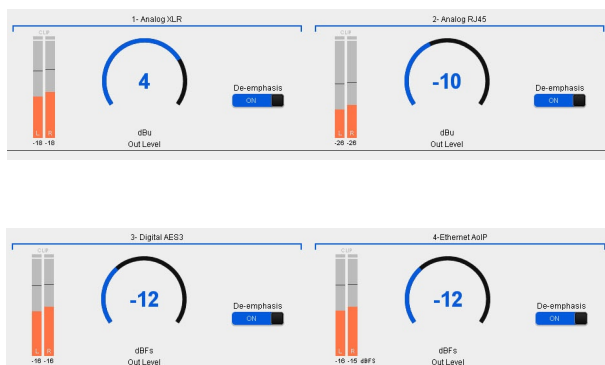 1- Analog XLR
2- Analog RJ45
CLIP
CLIP
4
De-emphasis
ON
-10
De-emphasis
ON
L R
dBu
L R
dBu
-18 -18
Out Level
-26 -26
Out Level
3- Digital AES3
4-Ethernet AoIP
CLIP
CLIP
-12
De-emphasis
ON
-12
De-emphasis
ON
L R
dBFs
L R
dBFs
-16 -16
Out Level
-16 -15 dBFS
Out Level